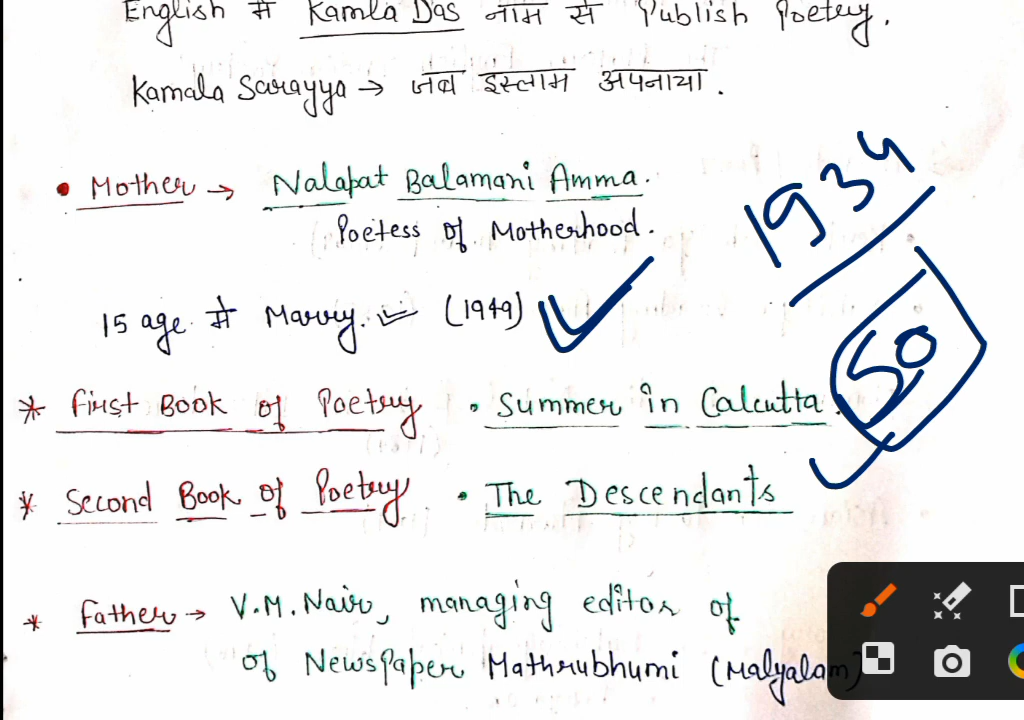 English में Kamla Das नाम से Publish Poetry.
Kamala Sarayya → जब इस्लाम अपनाया.
• Mother → Nalapat Balamani Amma.
Poetess of Motherhood.
1934
15 age में Marry. (1949)
50
* First Book of Poetry • Summer in Calcutta.
* Second Book of Poetry • The Descendants
* Father → V.M. Nair, managing editor of
of Newspaper Mathrubhumi (Malyalam)